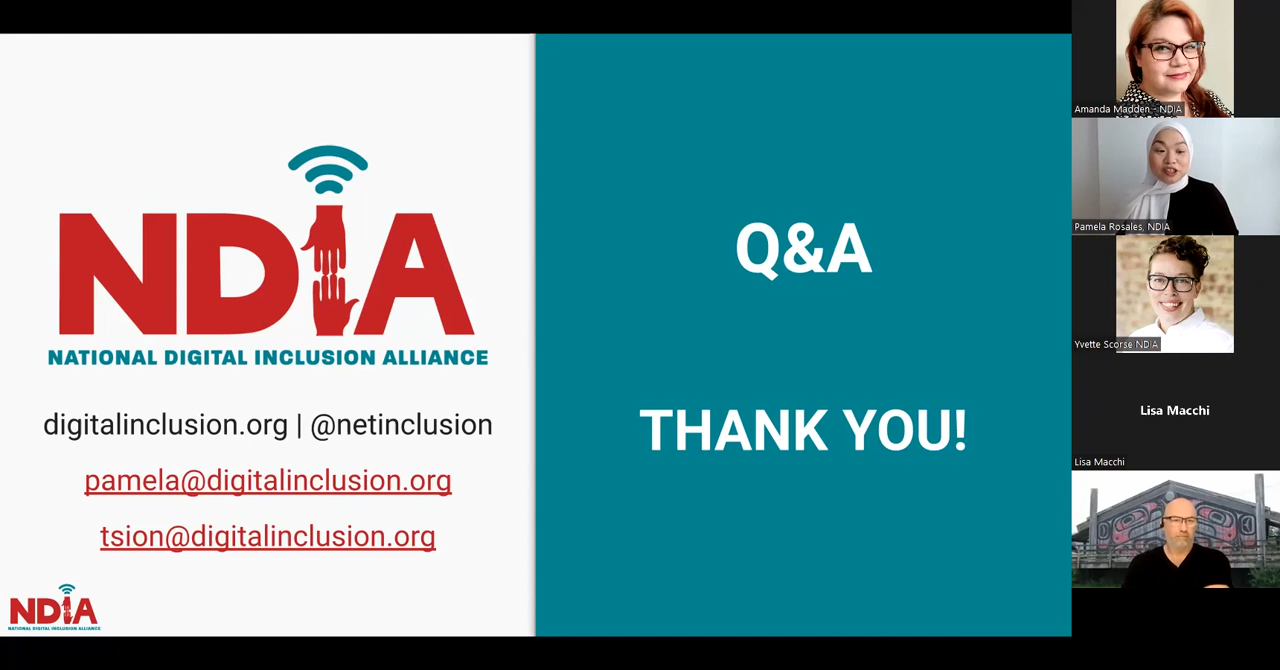 NDIA
NATIONAL DIGITAL INCLUSION ALLIANCE
digitalinclusion.org | @netinclusion
pamela@digitalinclusion.org
tsion@digitalinclusion.org
NDIA
NATIONAL DIGITAL INCLUSION ALLIANCE
Q&A
THANK YOU!
Amanda Madden - NDIA
Pamela Rosales, NDIA
Yvette Scorse NDIA
Lisa Macchi
Lisa Macchi